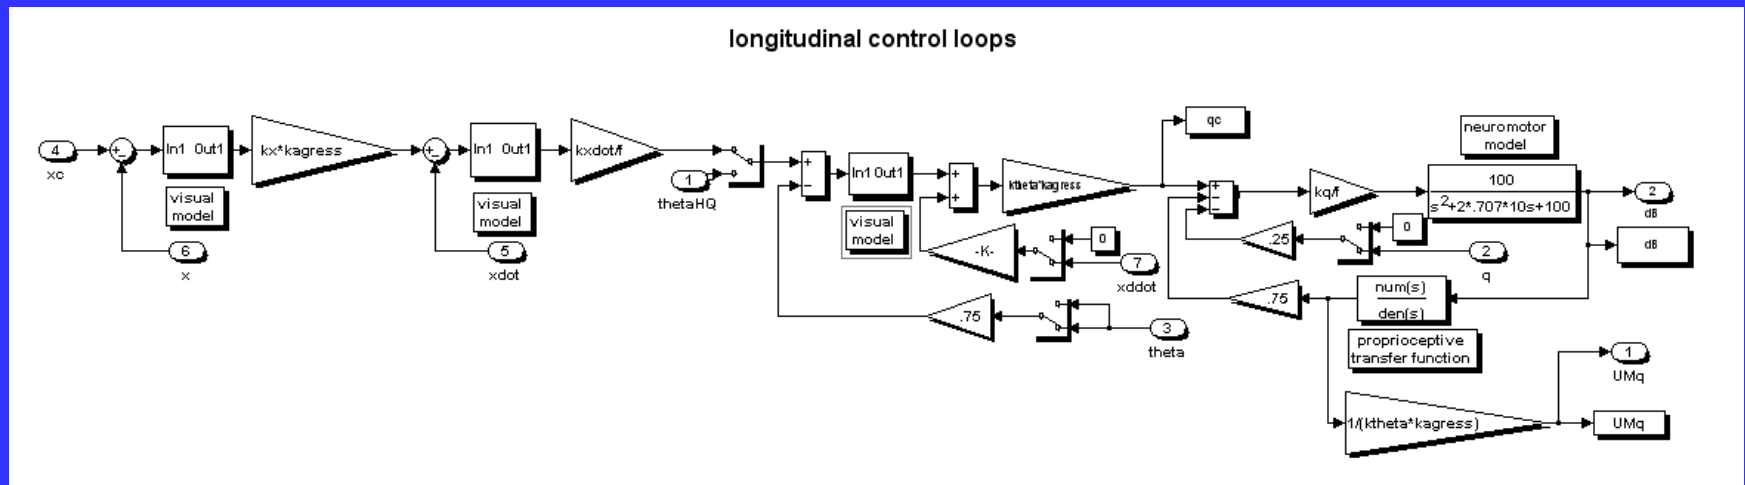 longitudinal control loops
4
xc
+
-
In1 Out1
visual
model
6
x
kx*kagress
+
-
In1 Out1
visual
model
5
xdot
kxdot/f
1
thetaHQ
+
-
In1 Out1
visual
model
+
+
ktheta*kagress
-K-
0
7
xddot
.75
3
theta
qc
+
-
-
kq/f
neuromotor
model
100
s^2+2*.707*10s+100
2
dB
dB
.25
0
2
q
.75
num(s)
den(s)
proprioceptive
transfer function
1/(ktheta*kagress)
1
UMq
UMq